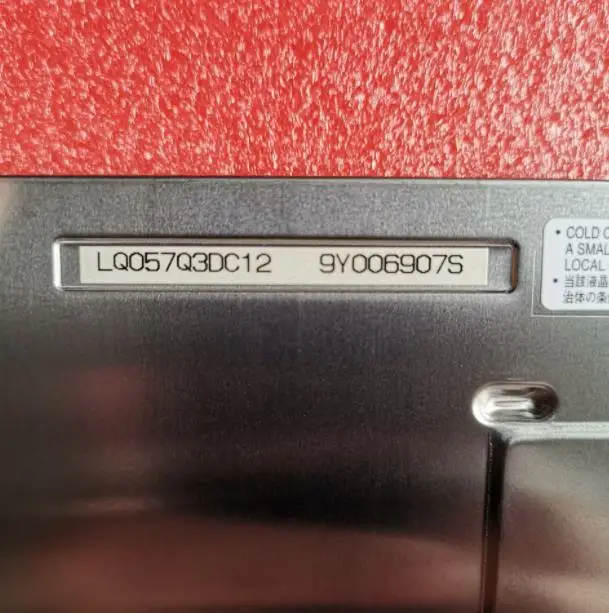 LQ057Q3DC12 9Y006907S
• COLD C
A SMAL
LOCAL
• 当該液晶
治体の条